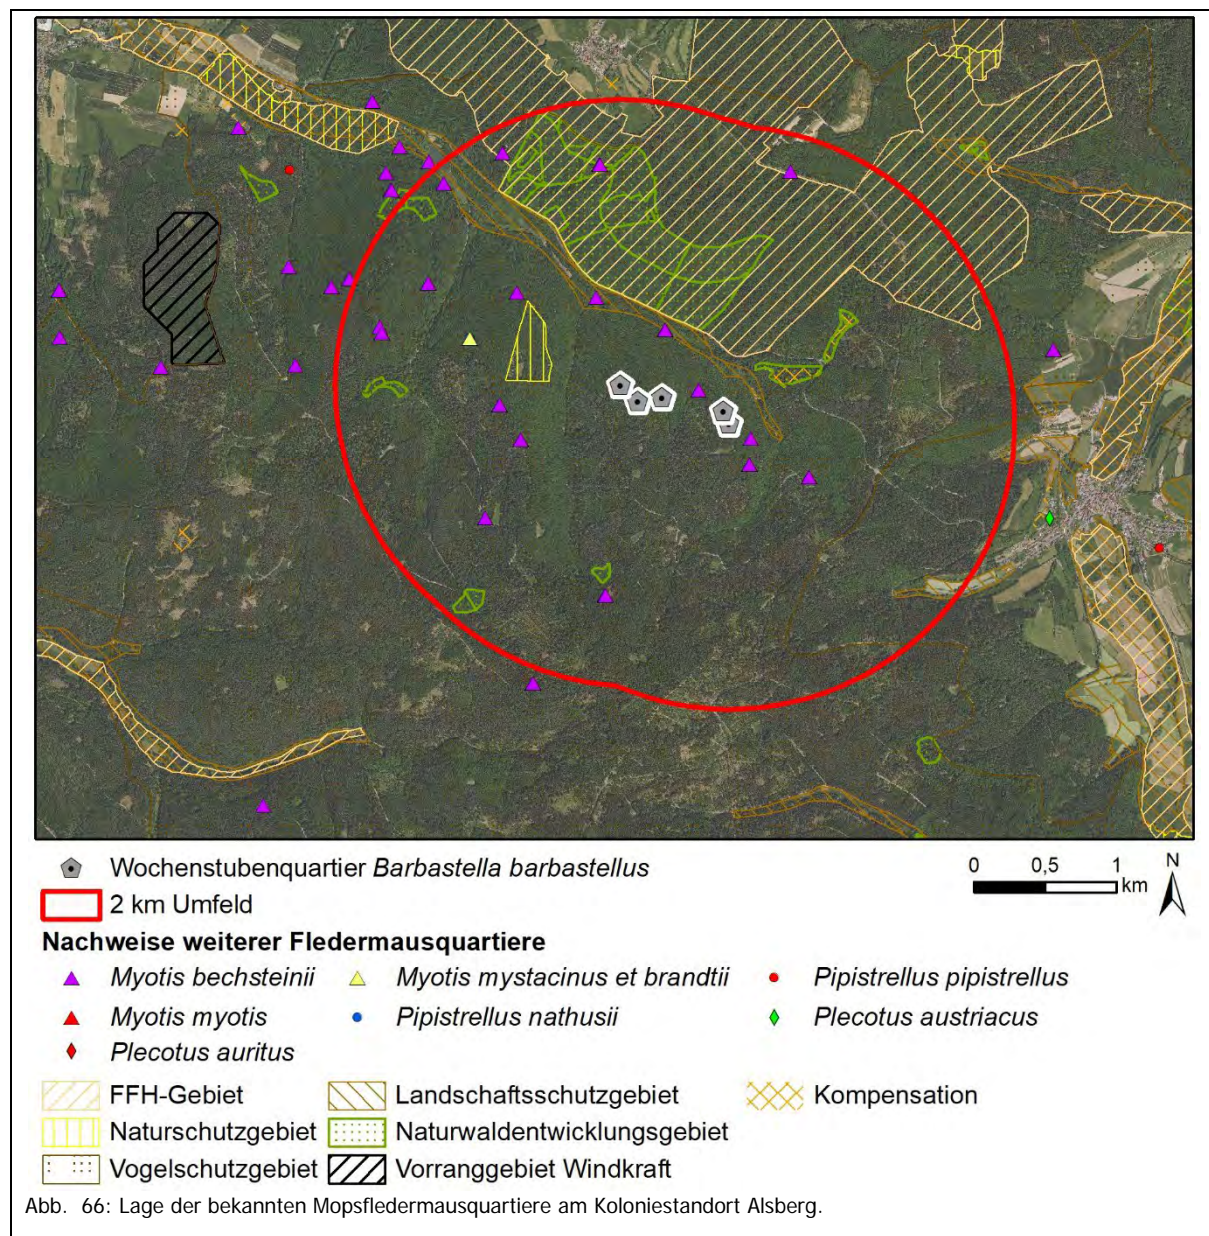 Wochenstubenquartier Barbastella barbastellus
0 0,5 1
km
N
2 km Umfeld
Nachweise weiterer Fledermausquartiere
Myotis bechsteinii Myotis mystacinus et brandtii Pipistrellus pipistrellus
Myotis myotis Pipistrellus nathusii Plecotus austriacus
Plecotus auritus
FFH-Gebiet Landschaftsschutzgebiet Kompensation
Naturschutzgebiet Naturwaldentwicklungsgebiet
Vogelschutzgebiet Vorranggebiet Windkraft
Abb. 66: Lage der bekannten Mopsfledermausquartiere am Koloniestandort Alsberg.